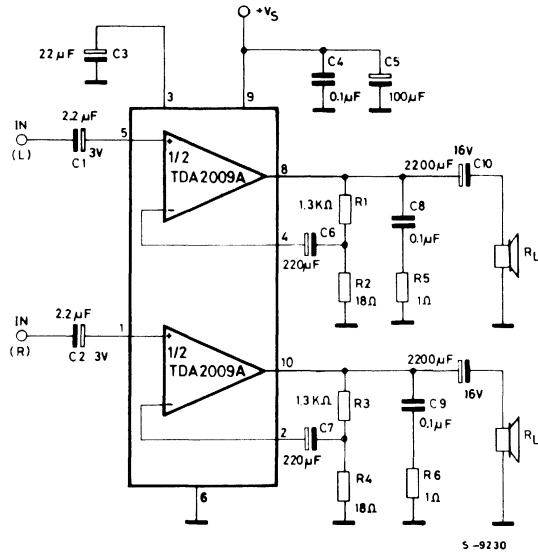 +Vs
22µF
C3
C4
C5
0.1µF
100µF
3
9
2.2µF
IN
(L)
C1
3V
5
1/2
TDA2009A
8
2200µF
16V
C10
1.3KΩ
R1
C8
0.1µF
4
C6
220µF
R2
18Ω
R5
1Ω
RL
2.2µF
IN
(R)
C2
3V
1
1/2
TDA2009A
10
2200µF
16V
1.3KΩ
R3
C9
0.1µF
2
C7
220µF
R4
18Ω
R6
1Ω
RL
6
S-9230